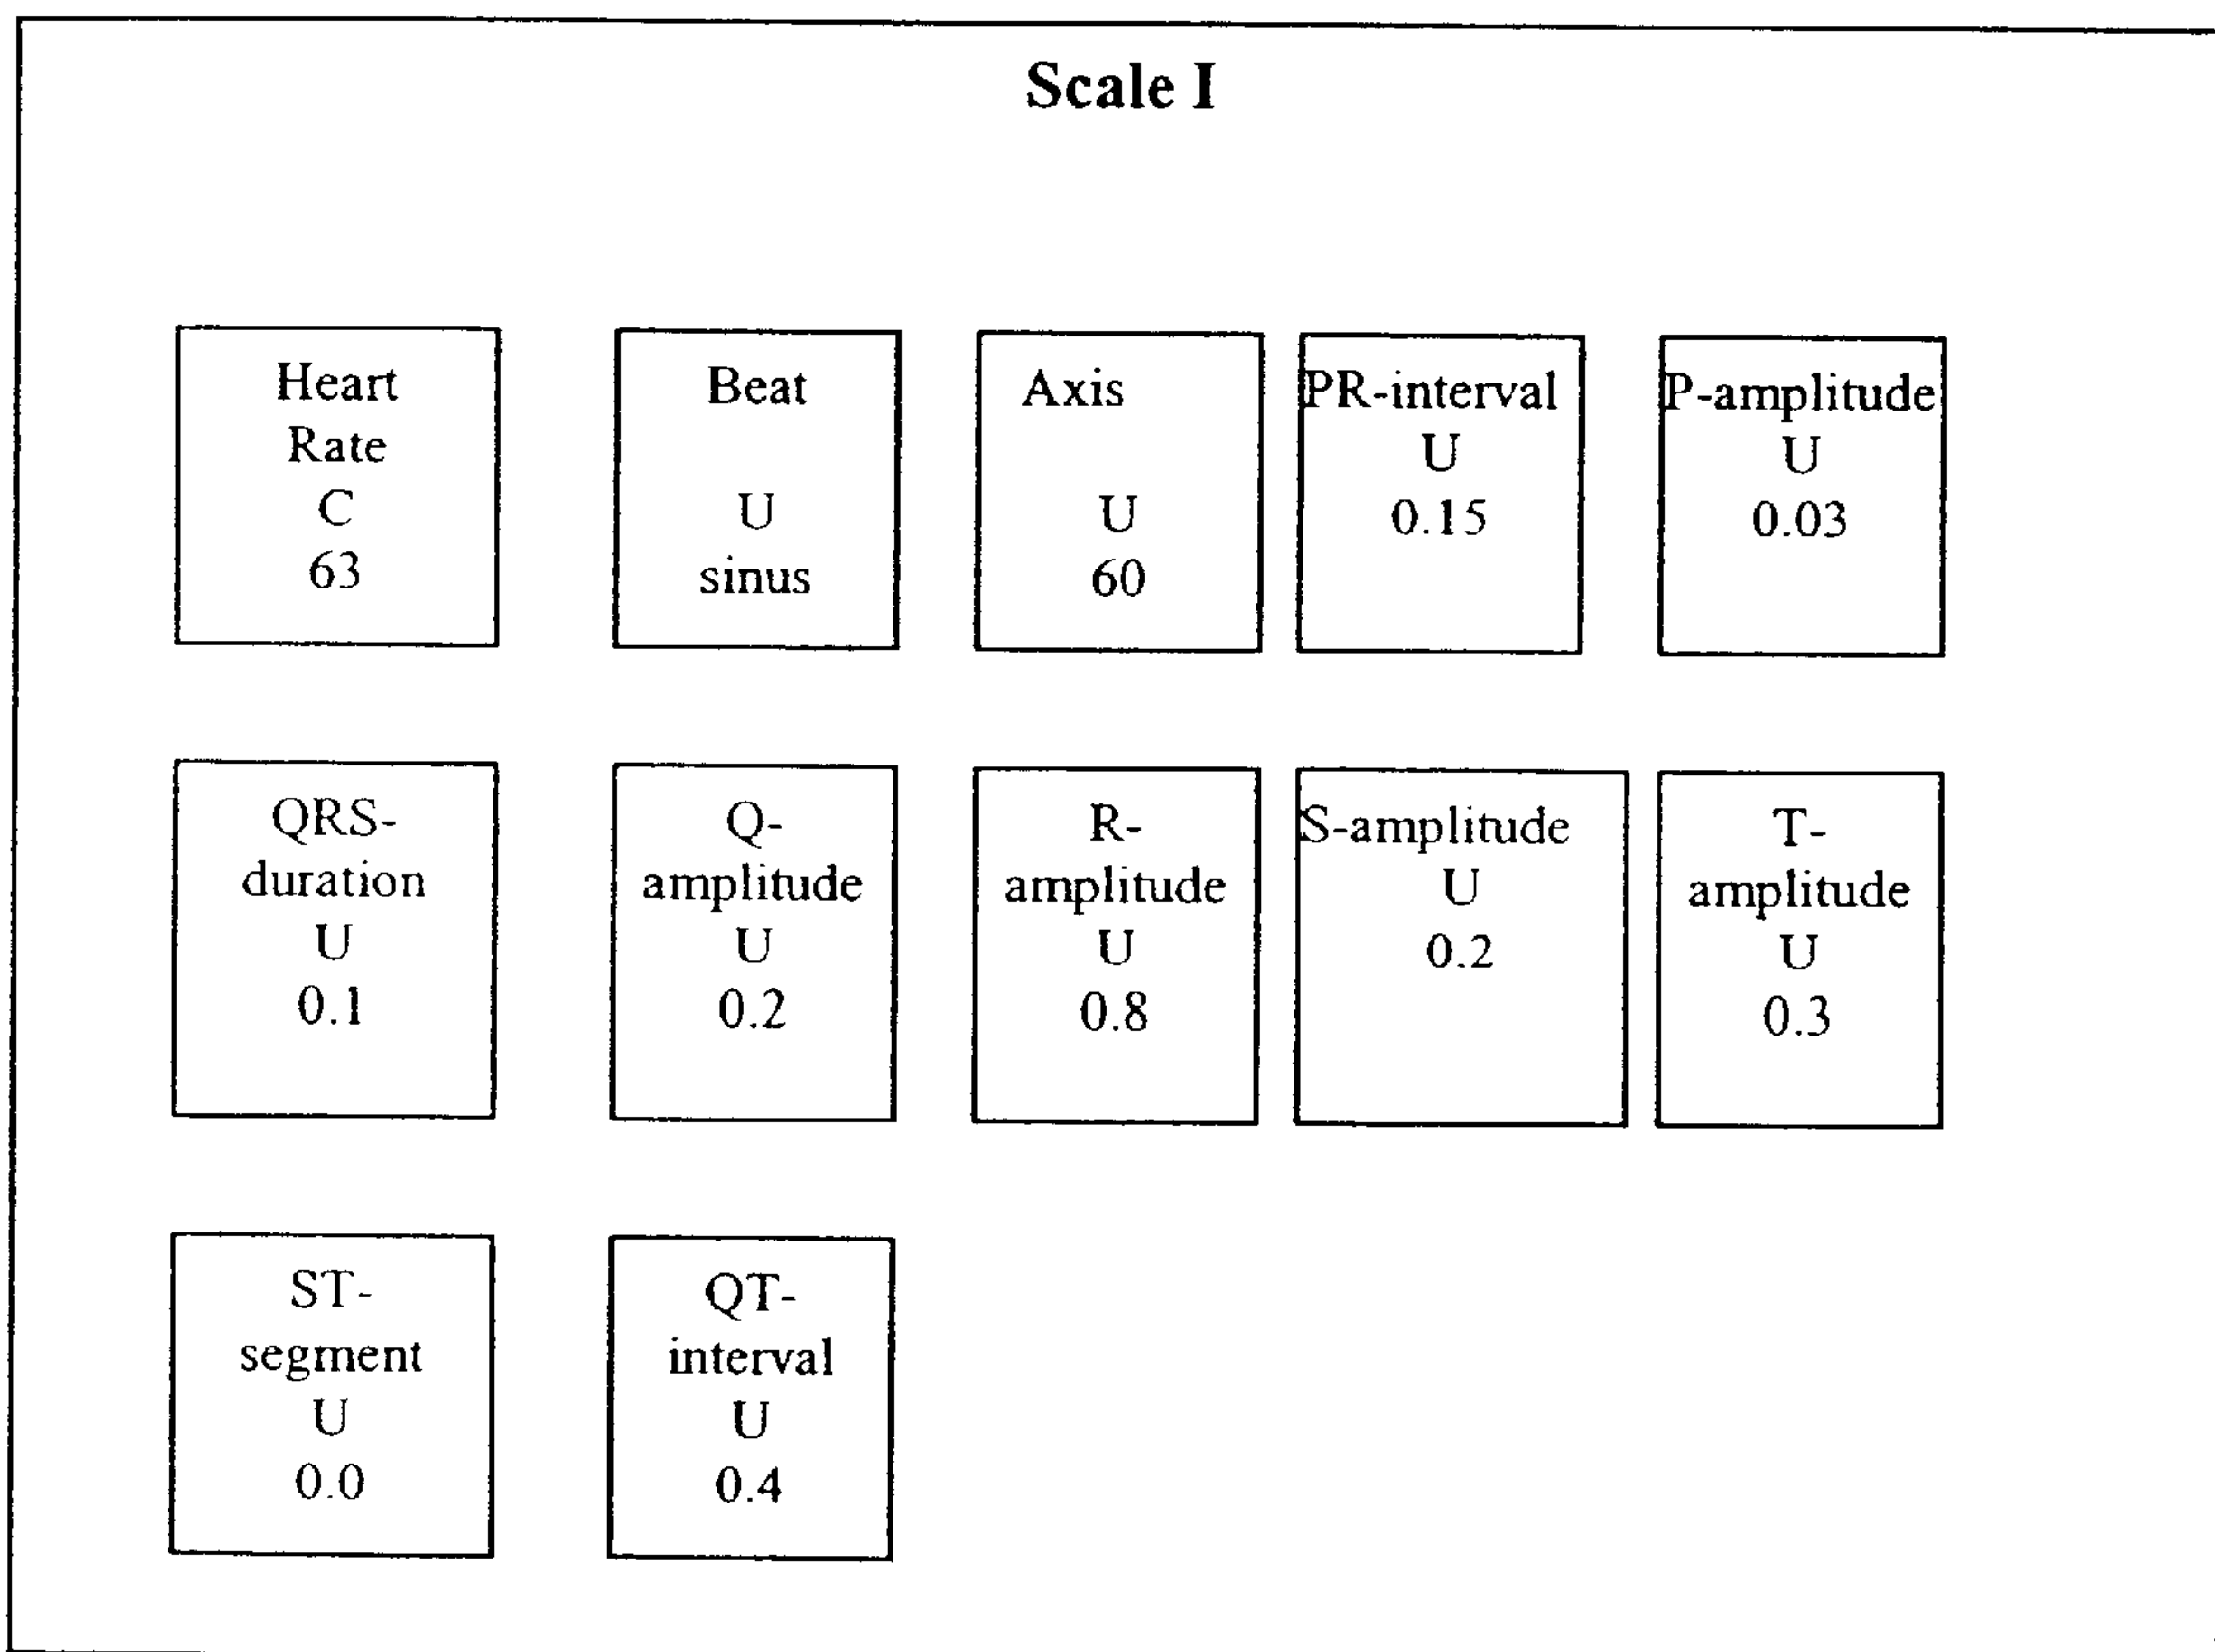 Scale I
Heart
Rate
C
63
Beat
U
sinus
Axis
U
60
PR-interval
U
0.15
P-amplitude
U
0.03
QRS-
duration
U
0.1
Q-
amplitude
U
0.2
R-
amplitude
U
0.8
S-amplitude
U
0.2
T-
amplitude
U
0.3
ST-
segment
U
0.0
QT-
interval
U
0.4